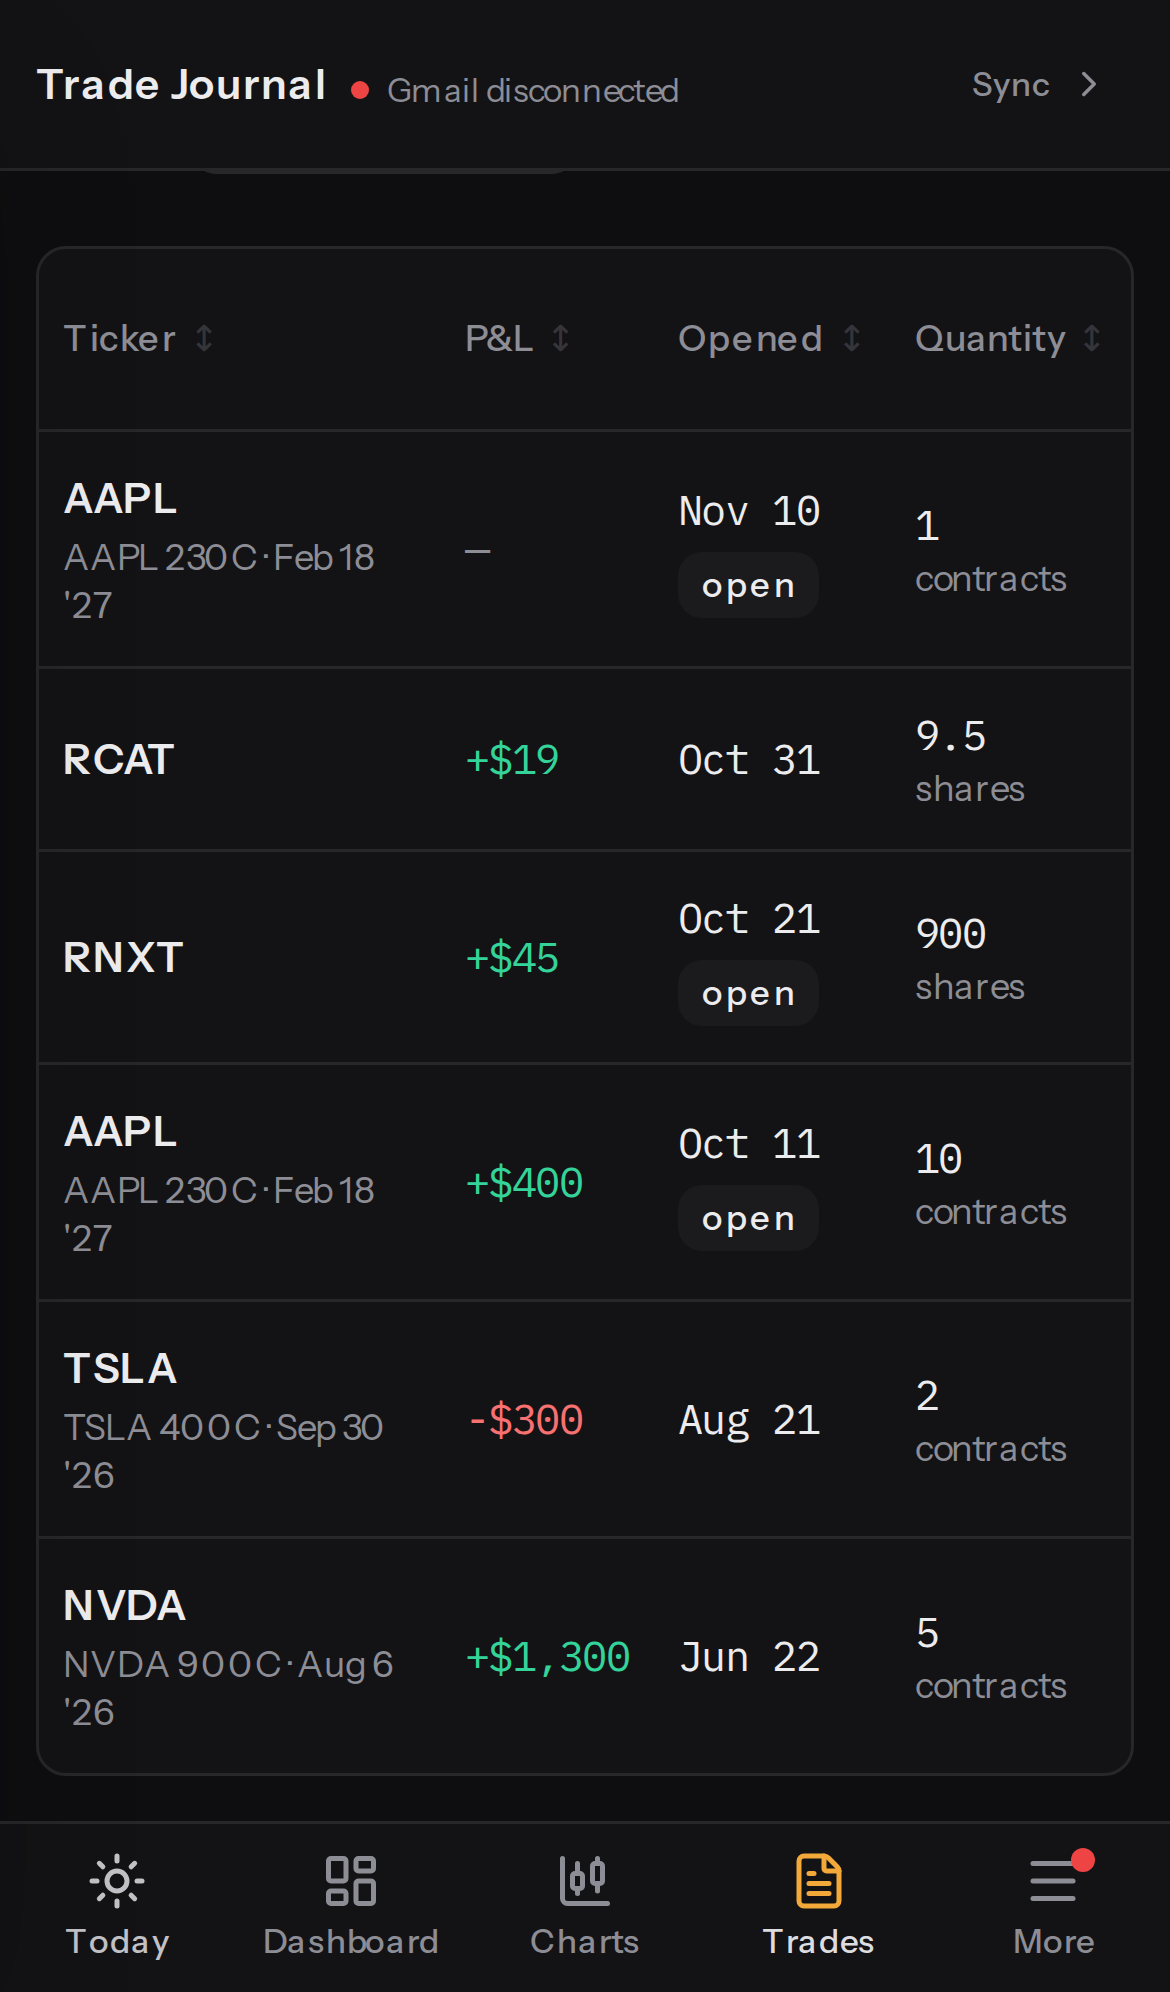 Trade Journal
Gmail disconnected
Sync
Ticker
P&L
Opened
Quantity
AAPL
AAPL 230C · Feb 18
'27
—
Nov 10
open
1
contracts
RCAT
+$19
Oct 31
9.5
shares
RNXT
+$45
Oct 21
open
900
shares
AAPL
AAPL 230C · Feb 18
'27
+$400
Oct 11
open
10
contracts
TSLA
TSLA 400C · Sep 30
'26
-$300
Aug 21
2
contracts
NVDA
NVDA 900C · Aug 6
'26
+$1,300
Jun 22
5
contracts
Today
Dashboard
Charts
Trades
More